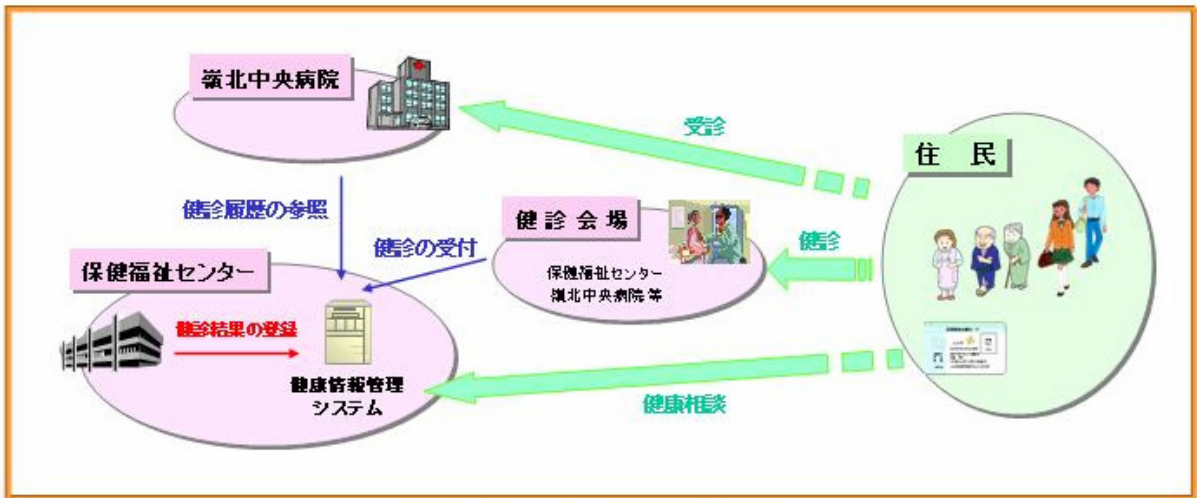 嶺北中央病院
受診
住 民
健診履歴の参照
健 診 会 場
健診の受付
健診
保健福祉センター
保健福祉センター
嶺北中央病院 等
健診結果の登録
健康情報管理
システム
健康相談